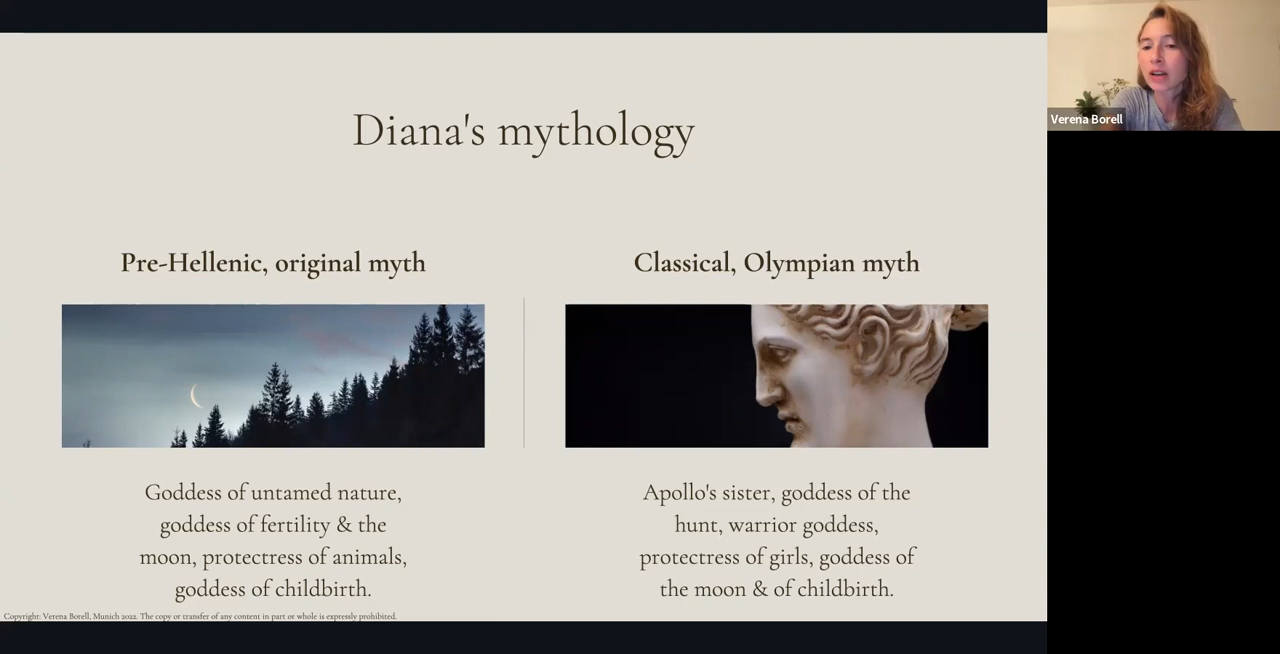 Diana's mythology
Pre-Hellenic, original myth
Goddess of untamed nature,
goddess of fertility & the
moon, protectress of animals,
goddess of childbirth.
Classical, Olympian myth
Apollo's sister, goddess of the
hunt, warrior goddess,
protectress of girls, goddess of
the moon & of childbirth.
Copyright: Verena Borell, Munich 2022. The copy or transfer of any content in part or whole is expressly prohibited.
Verena Borell